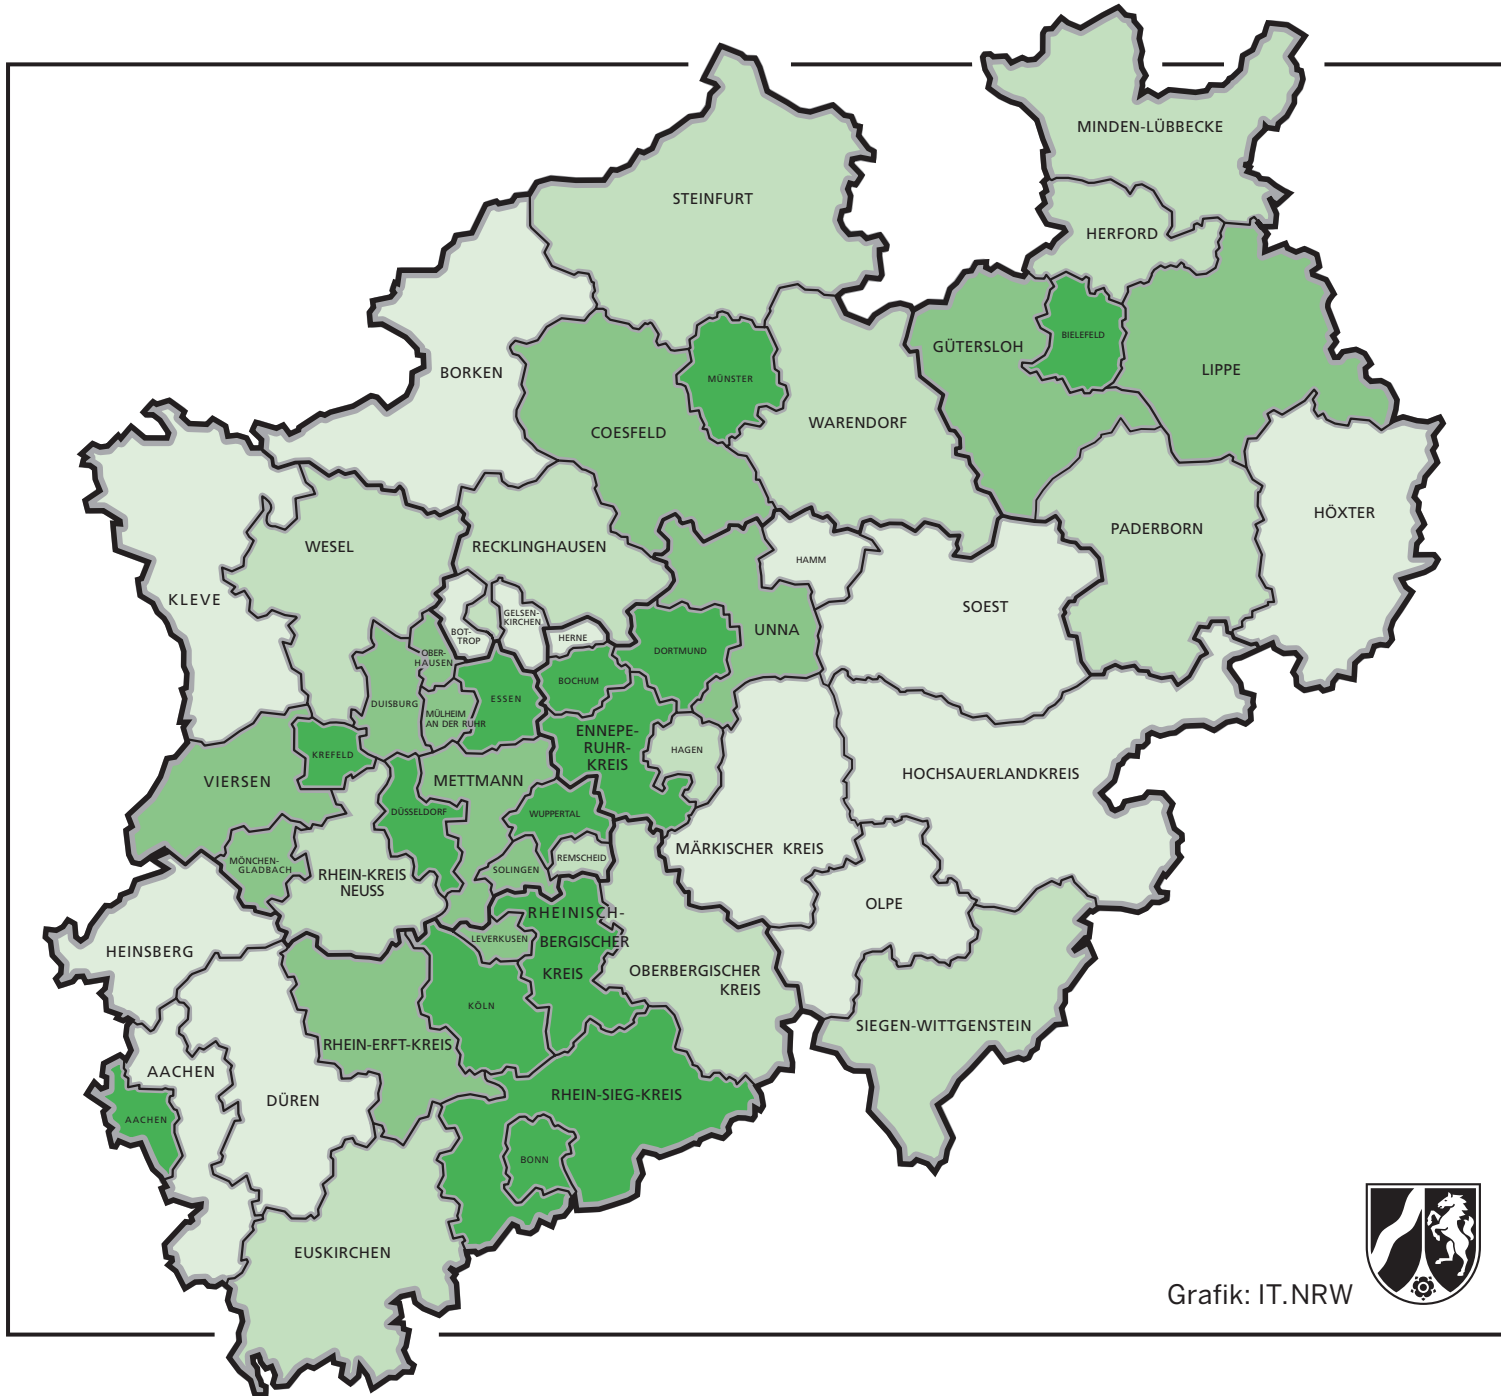 MINDEN-LÜBBECKE
STEINFURT
HERFORD
BIELEFELD
GÜTERSLOH
LIPPE
BORKEN
MÜNSTER
WARENDORF
COESFELD
HÖXTER
PADERBORN
WESEL
RECKLINGHAUSEN
HAMM
KLEVE
SOEST
GELSEN-
KIRCHEN
BOT-
TROP
HERNE
UNNA
OBER-
HAUSEN
DORTMUND
BOCHUM
ESSEN
DUISBURG
MÜLHEIM
AN DER RUHR
ENNEPE-
RUHR-
KREIS
HAGEN
KREFELD
VIERSEN
METTMANN
HOCHSAUERLANDKREIS
DÜSSELDORF
WUPPERTAL
MÄRKISCHER KREIS
REMSCHEID
MÖNCHEN-
GLADBACH
SOLINGEN
RHEIN-KREIS
NEUSS
OLPE
RHEINISCH-
BERGISCHER
KREIS
LEVERKUSEN
HEINSBERG
OBERBERGISCHER
KREIS
KÖLN
SIEGEN-WITTGENSTEIN
RHEIN-ERFT-KREIS
AACHEN
DÜREN
RHEIN-SIEG-KREIS
AACHEN
BONN
EUSKIRCHEN
Grafik: IT.NRW